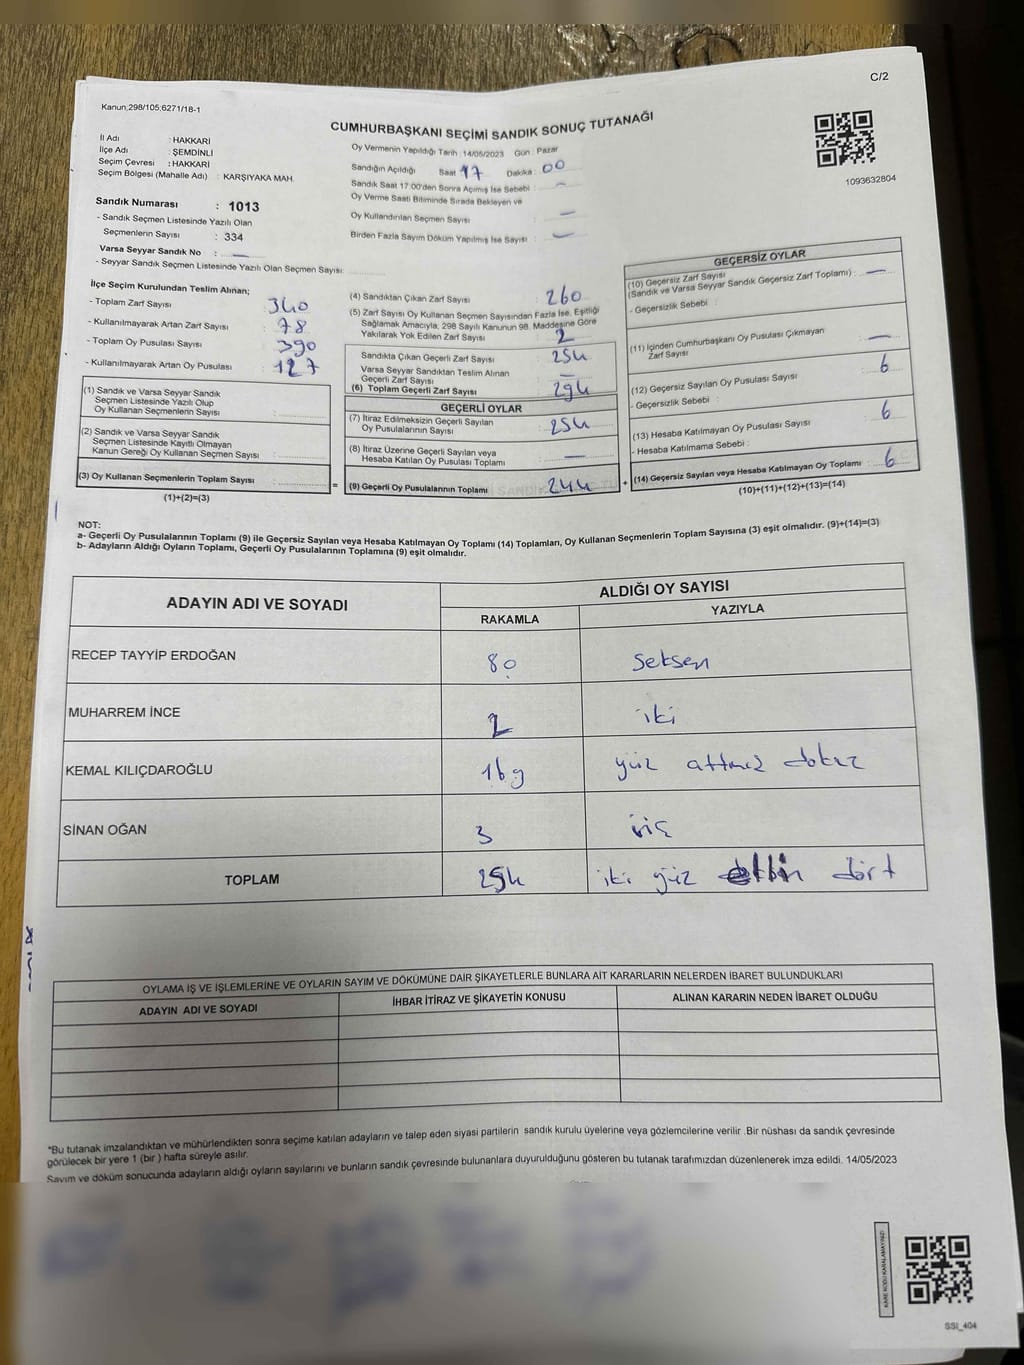 C/2
Kanun,298/105;6271/18-1
CUMHURBAŞKANI SEÇİMİ SANDIK SONUÇ TUTANAĞI
İl Adı : HAKKARİ
İlçe Adı : ŞEMDİNLİ
Seçim Çevresi : HAKKARİ
Seçim Bölgesi (Mahalle Adı) : KARŞIYAKA MAH.
Oy Vermenin Yapıldığı Tarih :14/05/2023 Gün : Pazar
Sandığın Açıldığı Saat 17 Dakika : 00
Sandık Saat 17:00'den Sonra Açımış İse Sebebi : –
Oy Verme Saati Bitiminde Sırada Bekleyen ve
Oy Kullandırılan Seçmen Sayısı : –
Birden Fazla Sayım Döküm Yapılmış İse Sayısı : –
1093632804
Sandık Numarası : 1013
- Sandık Seçmen Listesinde Yazılı Olan
Seçmenlerin Sayısı : 334
Varsa Seyyar Sandık No : –
- Seyyar Sandık Seçmen Listesinde Yazılı Olan Seçmen Sayısı:
İlçe Seçim Kurulundan Teslim Alınan;
- Toplam Zarf Sayısı : 340
- Kullanılmayarak Artan Zarf Sayısı : 78
- Toplam Oy Pusulası Sayısı : 390
- Kullanılmayarak Artan Oy Pusulası : 127
(1) Sandık ve Varsa Seyyar Sandık
Seçmen Listesinde Yazılı Olup
Oy Kullanan Seçmenlerin Sayısı :
(2) Sandık ve Varsa Seyyar Sandık
Seçmen Listesinde Kayıtlı Olmayan
Kanun Gereği Oy Kullanan Seçmen Sayısı :
(3) Oy Kullanan Seçmenlerin Toplam Sayısı :
(1)+(2)=(3)
=
(4) Sandıktan Çıkan Zarf Sayısı : 260
(5) Zarf Sayısı Oy Kullanan Seçmen Sayısından Fazla İse, Eşitliği
Sağlamak Amacıyla, 298 Sayılı Kanunun 98. Maddesine Göre
Yakılarak Yok Edilen Zarf Sayısı : 2
Sandıkta Çıkan Geçerli Zarf Sayısı : 254
Varsa Seyyar Sandıktan Teslim Alınan
Geçerli Zarf Sayısı : –
(6) Toplam Geçerli Zarf Sayısı : 294
GEÇERLİ OYLAR
(7) İtiraz Edilmeksizin Geçerli Sayılan
Oy Pusulalarının Sayısı : 254
(8) İtiraz Üzerine Geçerli Sayılan veya
Hesaba Katılan Oy Pusulası Toplamı : –
(9) Geçerli Oy Pusulalarının Toplamı : 244
+
GEÇERSİZ OYLAR
(10) Geçersiz Zarf Sayısı
(Sandık ve Varsa Seyyar Sandık Geçersiz Zarf Toplamı) : –
- Geçersizlik Sebebi :
(11) İçinden Cumhurbaşkanı Oy Pusulası Çıkmayan
Zarf Sayısı : –
(12) Geçersiz Sayılan Oy Pusulası Sayısı : 6
- Geçersizlik Sebebi :
(13) Hesaba Katılmayan Oy Pusulası Sayısı : 6
- Hesaba Katılmama Sebebi :
(14) Geçersiz Sayılan veya Hesaba Katılmayan Oy Toplamı : 6
(10)+(11)+(12)+(13)=(14)
NOT:
a- Geçerli Oy Pusulalarının Toplamı (9) ile Geçersiz Sayılan veya Hesaba Katılmayan Oy Toplamı (14) Toplamları, Oy Kullanan Seçmenlerin Toplam Sayısına (3) eşit olmalıdır. (9)+(14)=(3)
b- Adayların Aldığı Oyların Toplamı, Geçerli Oy Pusulalarının Toplamına (9) eşit olmalıdır.
ADAYIN ADI VE SOYADI ALDIĞI OY SAYISI
RAKAMLA YAZIYLA
RECEP TAYYİP ERDOĞAN 80 seksen
MUHARREM İNCE 2 iki
KEMAL KILIÇDAROĞLU 169 yüz altmış dokuz
SİNAN OĞAN 3 üiç
TOPLAM 254 iki yüz dört
OYLAMA İŞ VE İŞLEMLERİNE VE OYLARIN SAYIM VE DÖKÜMÜNE DAİR ŞİKAYETLERLE BUNLARA AİT KARARLARIN NELERDEN İBARET BULUNDUKLARI
ADAYIN ADI VE SOYADI İHBAR İTİRAZ VE ŞİKAYETİN KONUSU ALINAN KARARIN NEDEN İBARET OLDUĞU
*Bu tutanak imzalandıktan ve mühürlendikten sonra seçime katılan adayların ve talep eden siyasi partilerin sandık kurulu üyelerine veya gözlemcilerine verilir .Bir nüshası da sandık çevresinde
görülecek bir yere 1 (bir ) hafta süreyle asılır.
Sayım ve döküm sonucunda adayların aldığı oyların sayılarını ve bunların sandık çevresinde bulunanlara duyurulduğunu gösteren bu tutanak tarafımızdan düzenlenerek imza edildi. 14/05/2023
KARE KODU KARALAMAYINIZ!
SSI_404